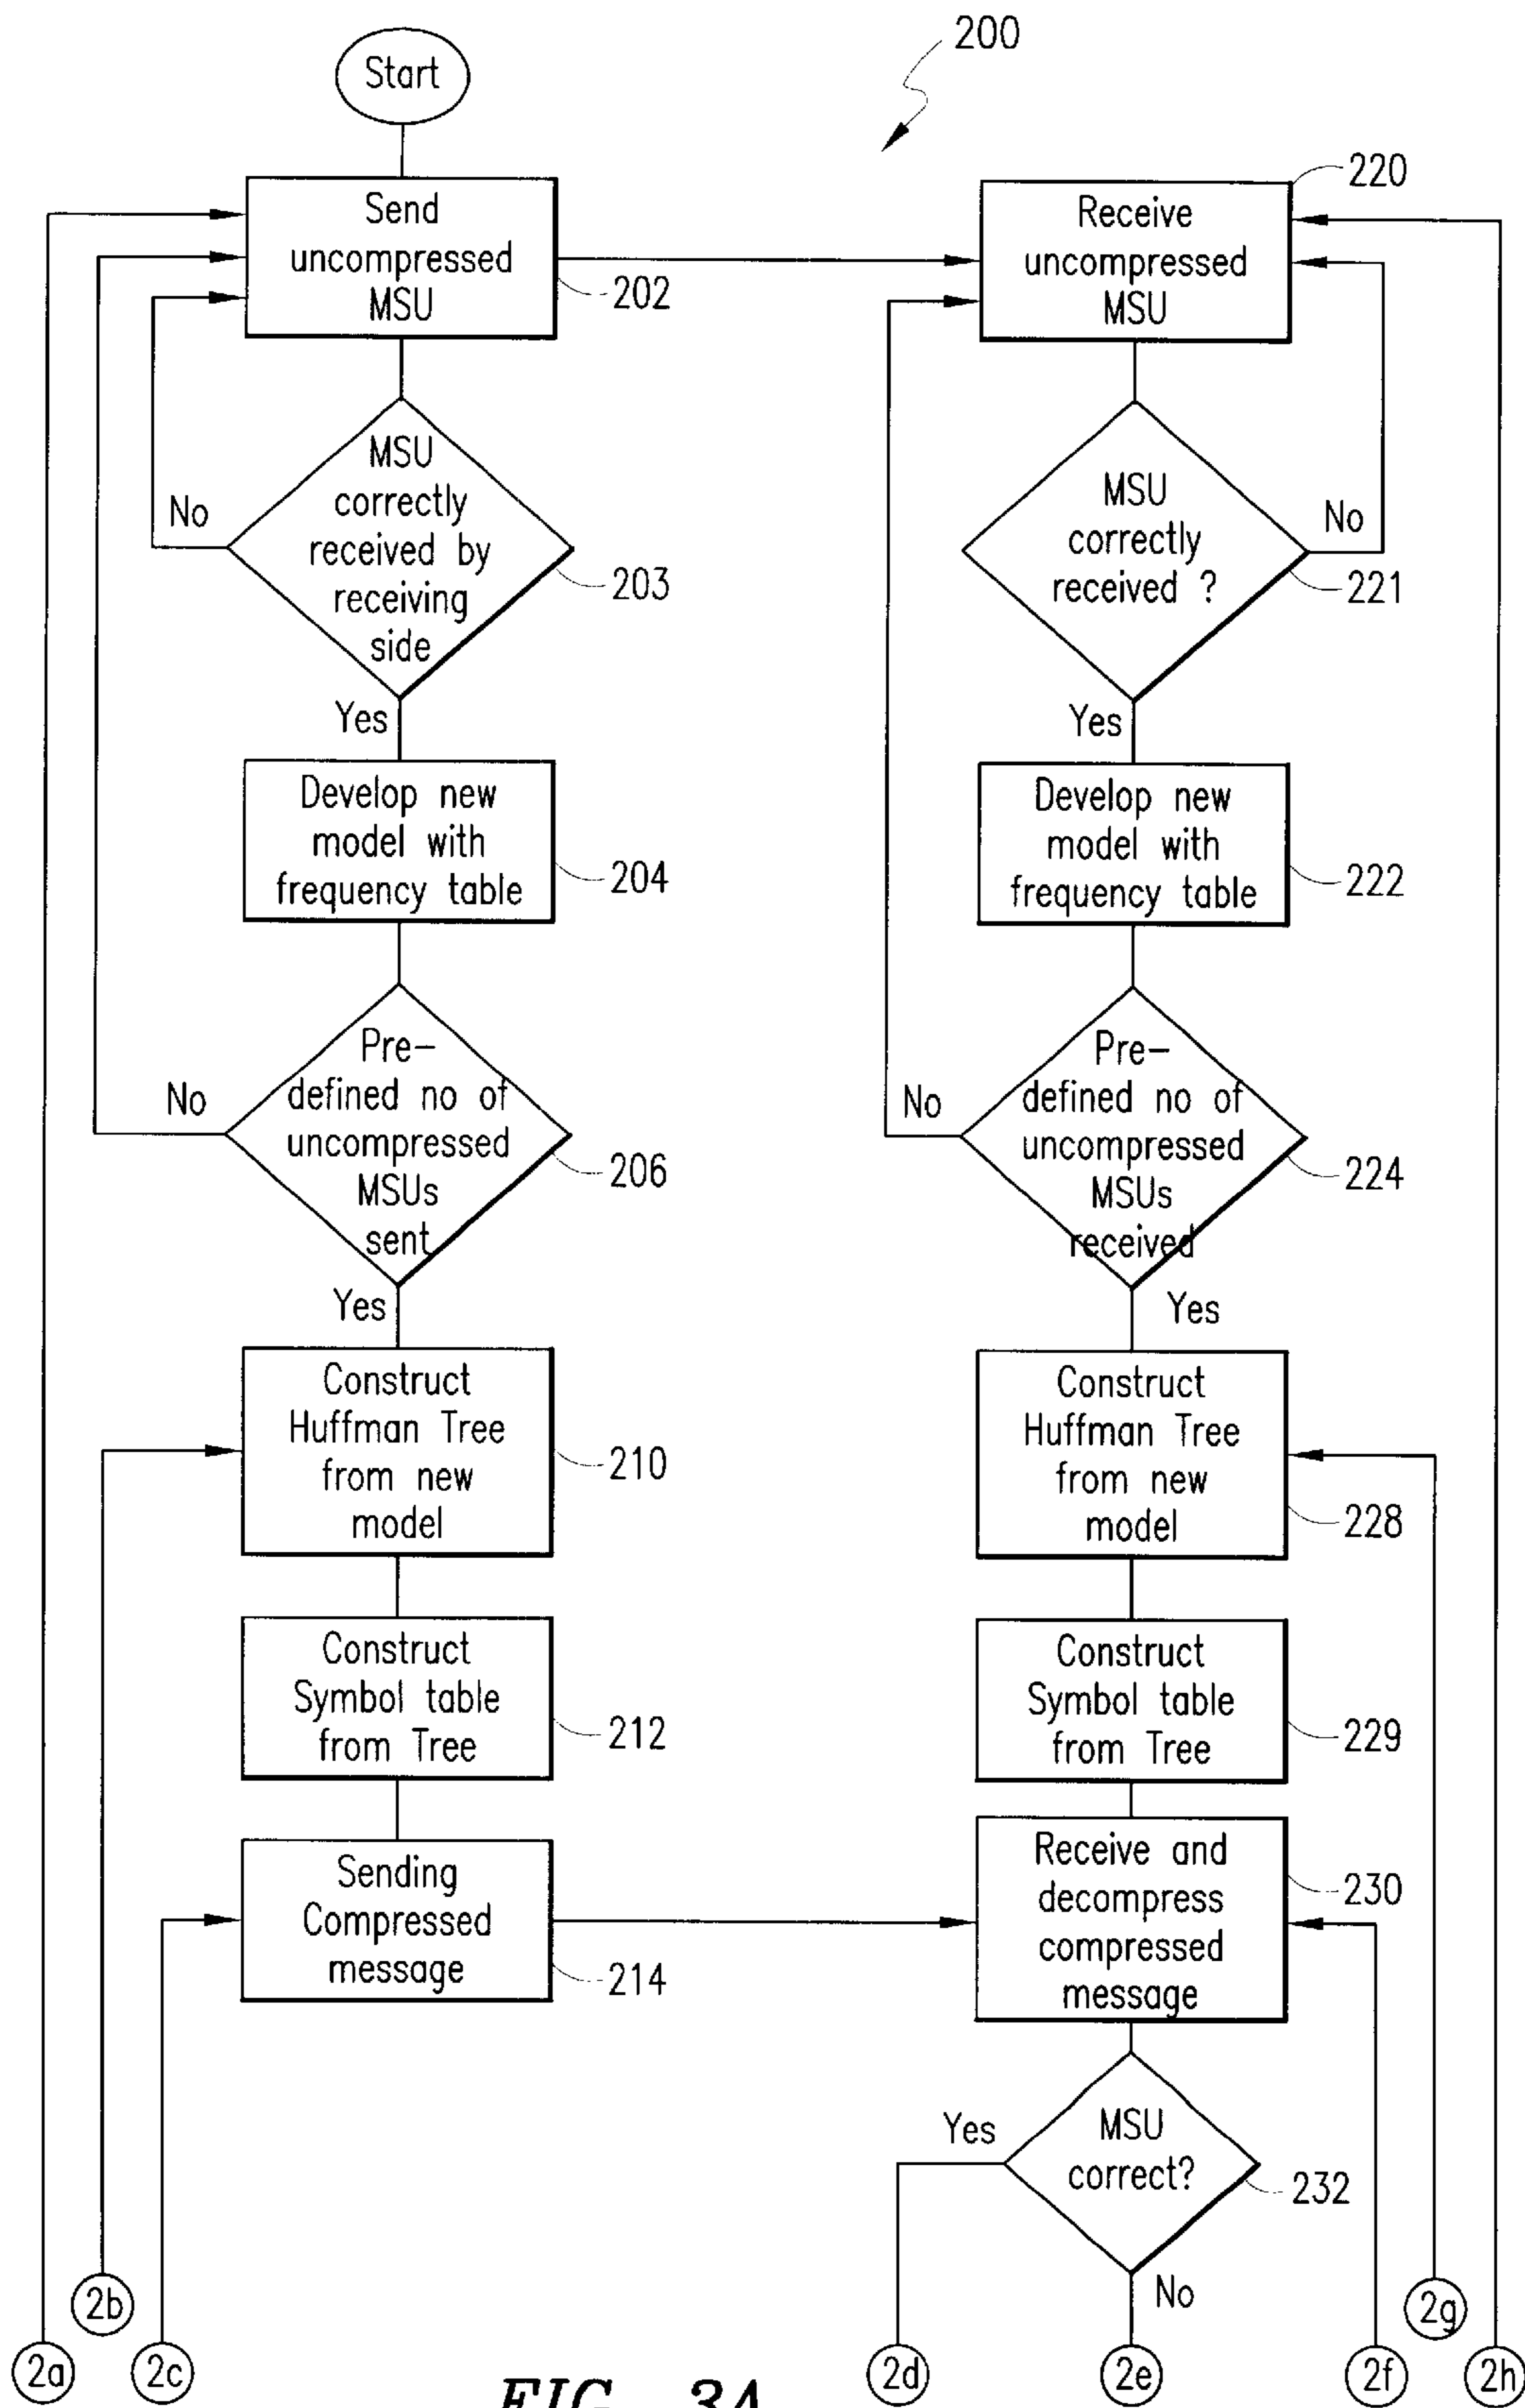 200
Start
Send
uncompressed
MSU
202
MSU
correctly
received by
receiving
side
203
No
Yes
Develop new
model with
frequency table
204
Pre-
defined no of
uncompressed
MSUs
sent
206
No
Yes
Construct
Huffman Tree
from new
model
210
Construct
Symbol table
from Tree
212
Sending
Compressed
message
214
220
Receive
uncompressed
MSU
MSU
correctly
received ?
221
No
Yes
Develop new
model with
frequency table
222
Pre-
defined no of
uncompressed
MSUs
received
224
No
Yes
Construct
Huffman Tree
from new
model
228
Construct
Symbol table
from Tree
229
Receive and
decompress
compressed
message
230
MSU
correct?
232
Yes
No
2a
2b
2c
2d
2e
2f
2g
2h
FIG. 3A